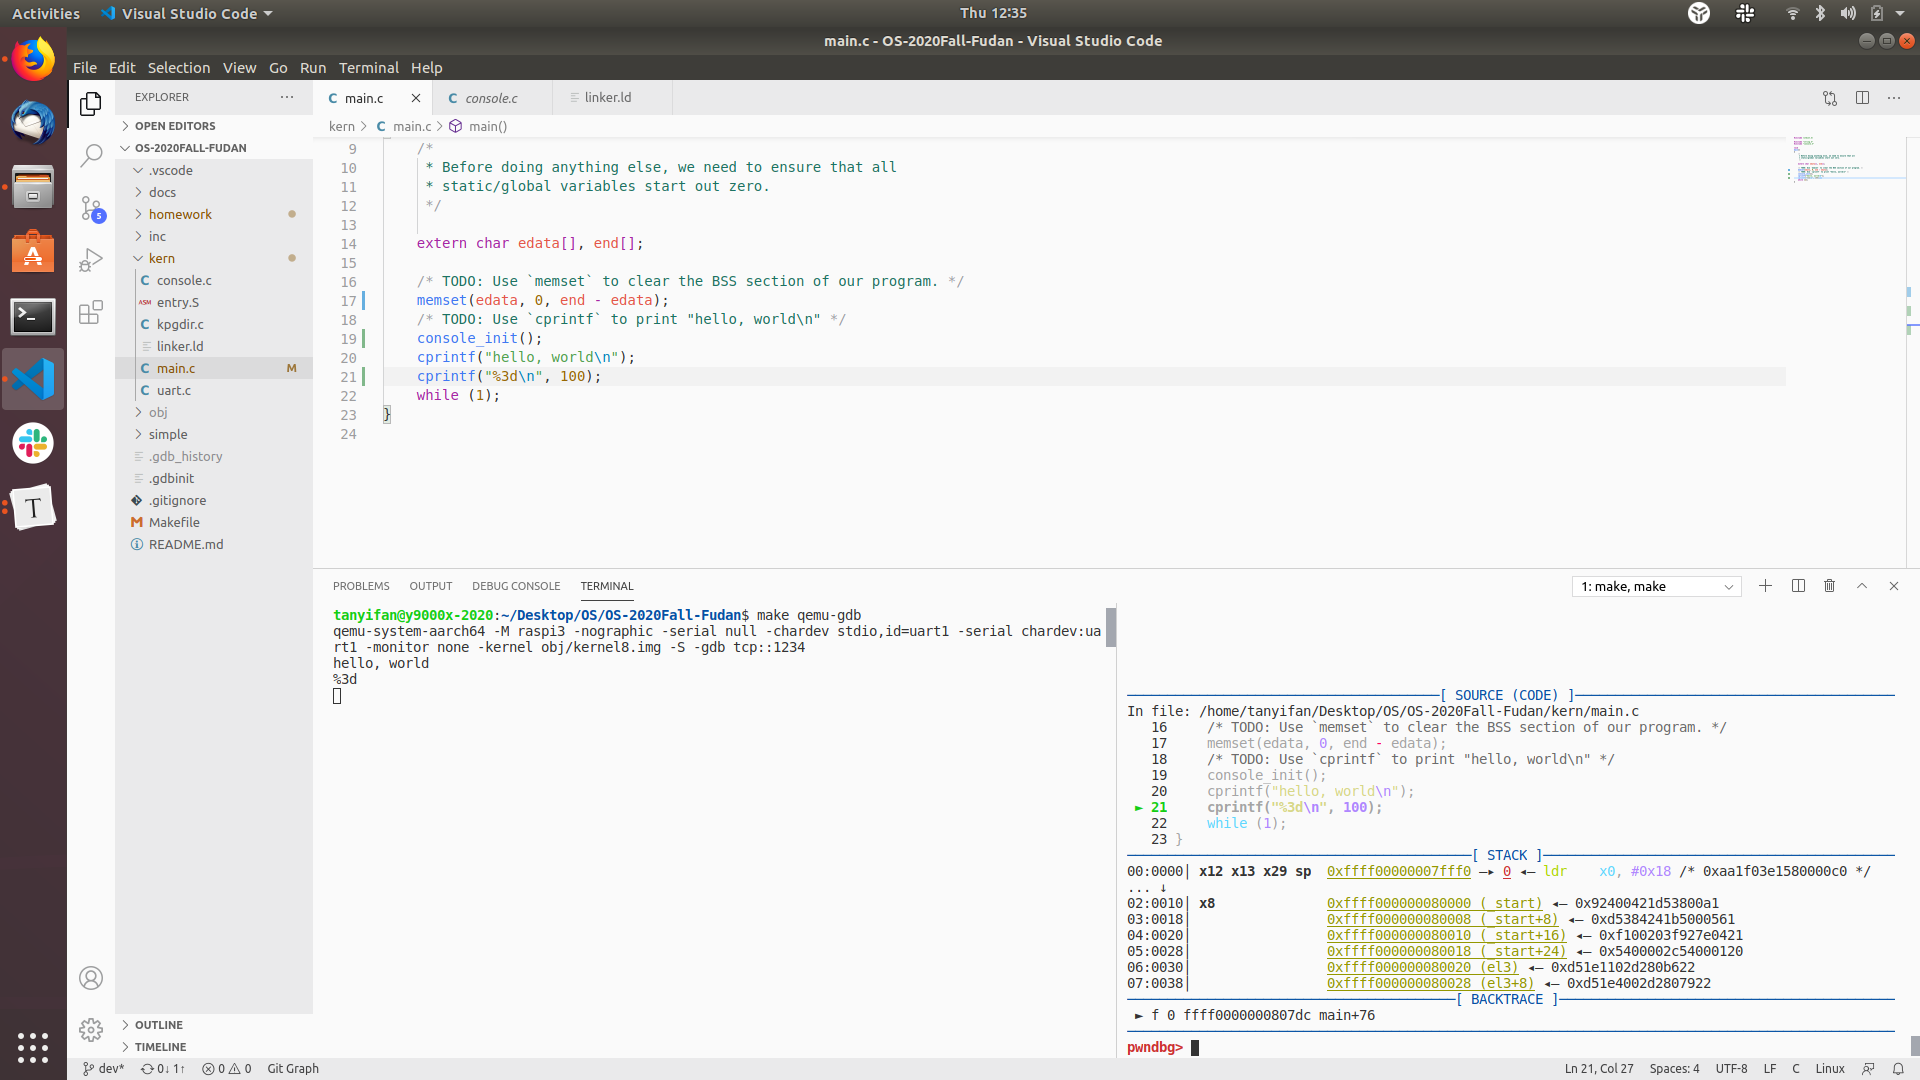 Activities
Visual Studio Code
Thu 12:35
main.c - OS-2020Fall-Fudan - Visual Studio Code
File Edit Selection View Go Run Terminal Help
EXPLORER
OPEN EDITORS
OS-2020FALL-FUDAN
.vscode
docs
homework
inc
kern
console.c
entry.S
kpgdir.c
linker.ld
main.c M
uart.c
obj
simple
.gdb_history
.gdbinit
.gitignore
Makefile
README.md
OUTLINE
TIMELINE
5
ASM
T
main.c
console.c
linker.ld
kern > C main.c > main()
9 /*
10 * Before doing anything else, we need to ensure that all
11 * static/global variables start out zero.
12 */
13
14 extern char edata[], end[];
15
16 /* TODO: Use `memset` to clear the BSS section of our program. */
17 memset(edata, 0, end - edata);
18 /* TODO: Use `cprintf` to print "hello, world\n" */
19 console_init();
20 cprintf("hello, world\n");
21 cprintf("%3d\n", 100);
22 while (1);
23 }
24
PROBLEMS OUTPUT DEBUG CONSOLE TERMINAL
1: make, make
tanyifan@y9000x-2020:~/Desktop/OS/OS-2020Fall-Fudan$ make qemu-gdb
qemu-system-aarch64 -M raspi3 -nographic -serial null -chardev stdio,id=uart1 -serial chardev:ua
rt1 -monitor none -kernel obj/kernel8.img -S -gdb tcp::1234
hello, world
%3d
[ SOURCE (CODE) ]
In file: /home/tanyifan/Desktop/OS/OS-2020Fall-Fudan/kern/main.c
16 /* TODO: Use `memset` to clear the BSS section of our program. */
17 memset(edata, 0, end - edata);
18 /* TODO: Use `cprintf` to print "hello, world\n" */
19 console_init();
20 cprintf("hello, world\n");
► 21 cprintf("%3d\n", 100);
22 while (1);
23 }
[ STACK ]
00:0000│ x12 x13 x29 sp 0xffff00000007fff0 —▸ 0 ◂— ldr x0, #0x18 /* 0xaa1f03e1580000c0 */
... ↓
02:0010│ x8 0xffff000000080000 (_start) ◂— 0x92400421d53800a1
03:0018│ 0xffff000000080008 (_start+8) ◂— 0xd5384241b5000561
04:0020│ 0xffff000000080010 (_start+16) ◂— 0xf100203f927e0421
05:0028│ 0xffff000000080018 (_start+24) ◂— 0x5400002c54000120
06:0030│ 0xffff000000080020 (el3) ◂— 0xd51e1102d280b622
07:0038│ 0xffff000000080028 (el3+8) ◂— 0xd51e4002d2807922
[ BACKTRACE ]
► f 0 ffff0000000807dc main+76
pwndbg>
dev* 0↓ 1↑ 0 0 Git Graph
Ln 21, Col 27 Spaces: 4 UTF-8 LF C Linux